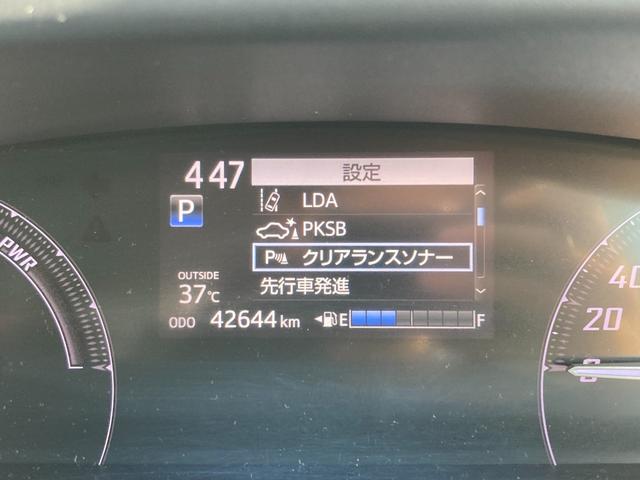 4 47
設定
LDA
P
PKSB
P クリアランスソナー
先行車発進
OUTSIDE
37℃
ODO 42644 km
E F
PWR
40
20
0